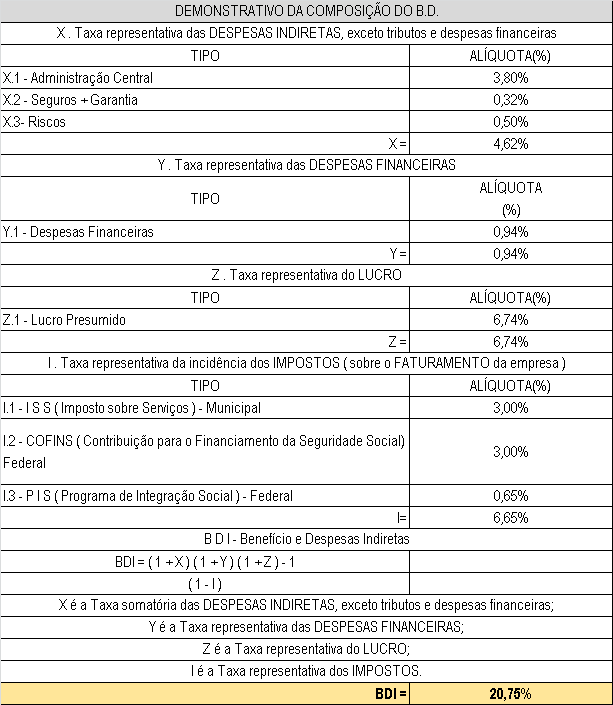 DEMONSTRATIVO DA COMPOSIÇÃO DO B.D.
X . Taxa representativa das DESPESAS INDIRETAS, exceto tributos e despesas financeiras
TIPO ALÍQUOTA(%)
X.1 - Administração Central 3,80%
X.2 - Seguros + Garantia 0,32%
X.3- Riscos 0,50%
X = 4,62%
Y . Taxa representativa das DESPESAS FINANCEIRAS
TIPO ALÍQUOTA
(%)
Y.1 - Despesas Financeiras 0,94%
Y = 0,94%
Z . Taxa representativa do LUCRO
TIPO ALÍQUOTA(%)
Z.1 - Lucro Presumido 6,74%
Z = 6,74%
I . Taxa representativa da incidência dos IMPOSTOS ( sobre o FATURAMENTO da empresa )
TIPO ALÍQUOTA(%)
I.1 - I S S ( Imposto sobre Serviços ) - Municipal 3,00%
I.2 - COFINS ( Contribuição para o Financiamento da Seguridade Social)
Federal 3,00%
I.3 - P I S ( Programa de Integração Social ) - Federal 0,65%
I= 6,65%
B D I - Benefício e Despesas Indiretas
BDI = ( 1 + X ) ( 1 + Y ) ( 1 + Z ) - 1
( 1 - I )
X é a Taxa somatória das DESPESAS INDIRETAS, exceto tributos e despesas financeiras;
Y é a Taxa representativa das DESPESAS FINANCEIRAS;
Z é a Taxa representativa do LUCRO;
I é a Taxa representativa dos IMPOSTOS.
BDI = 20,75%